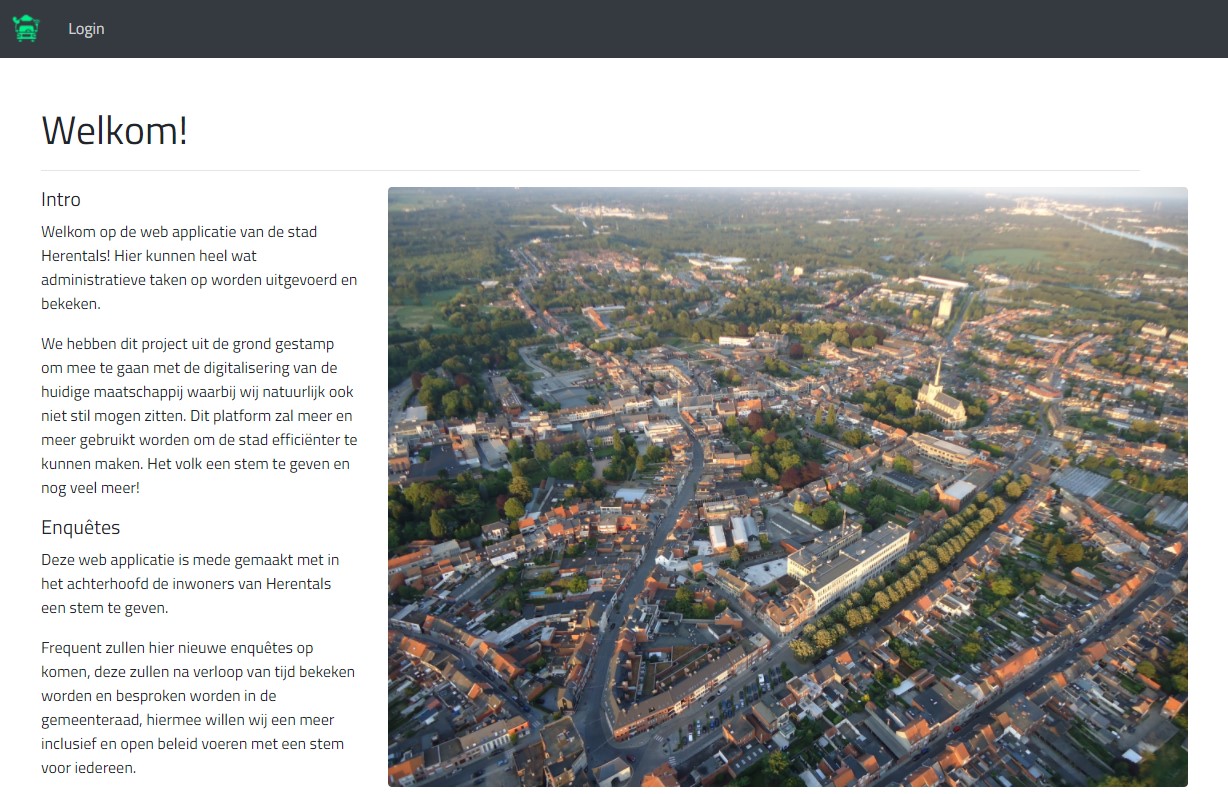 Login
Welkom!
Intro
Welkom op de web applicatie van de stad
Herentals! Hier kunnen heel wat
administratieve taken op worden uitgevoerd en
bekeken.
We hebben dit project uit de grond gestamp
om mee te gaan met de digitalisering van de
huidige maatschappij waarbij wij natuurlijk ook
niet stil mogen zitten. Dit platform zal meer en
meer gebruikt worden om de stad efficiënter te
kunnen maken. Het volk een stem te geven en
nog veel meer!
Enquêtes
Deze web applicatie is mede gemaakt met in
het achterhoofd de inwoners van Herentals
een stem te geven.
Frequent zullen hier nieuwe enquêtes op
komen, deze zullen na verloop van tijd bekeken
worden en besproken worden in de
gemeenteraad, hiermee willen wij een meer
inclusief en open beleid voeren met een stem
voor iedereen.